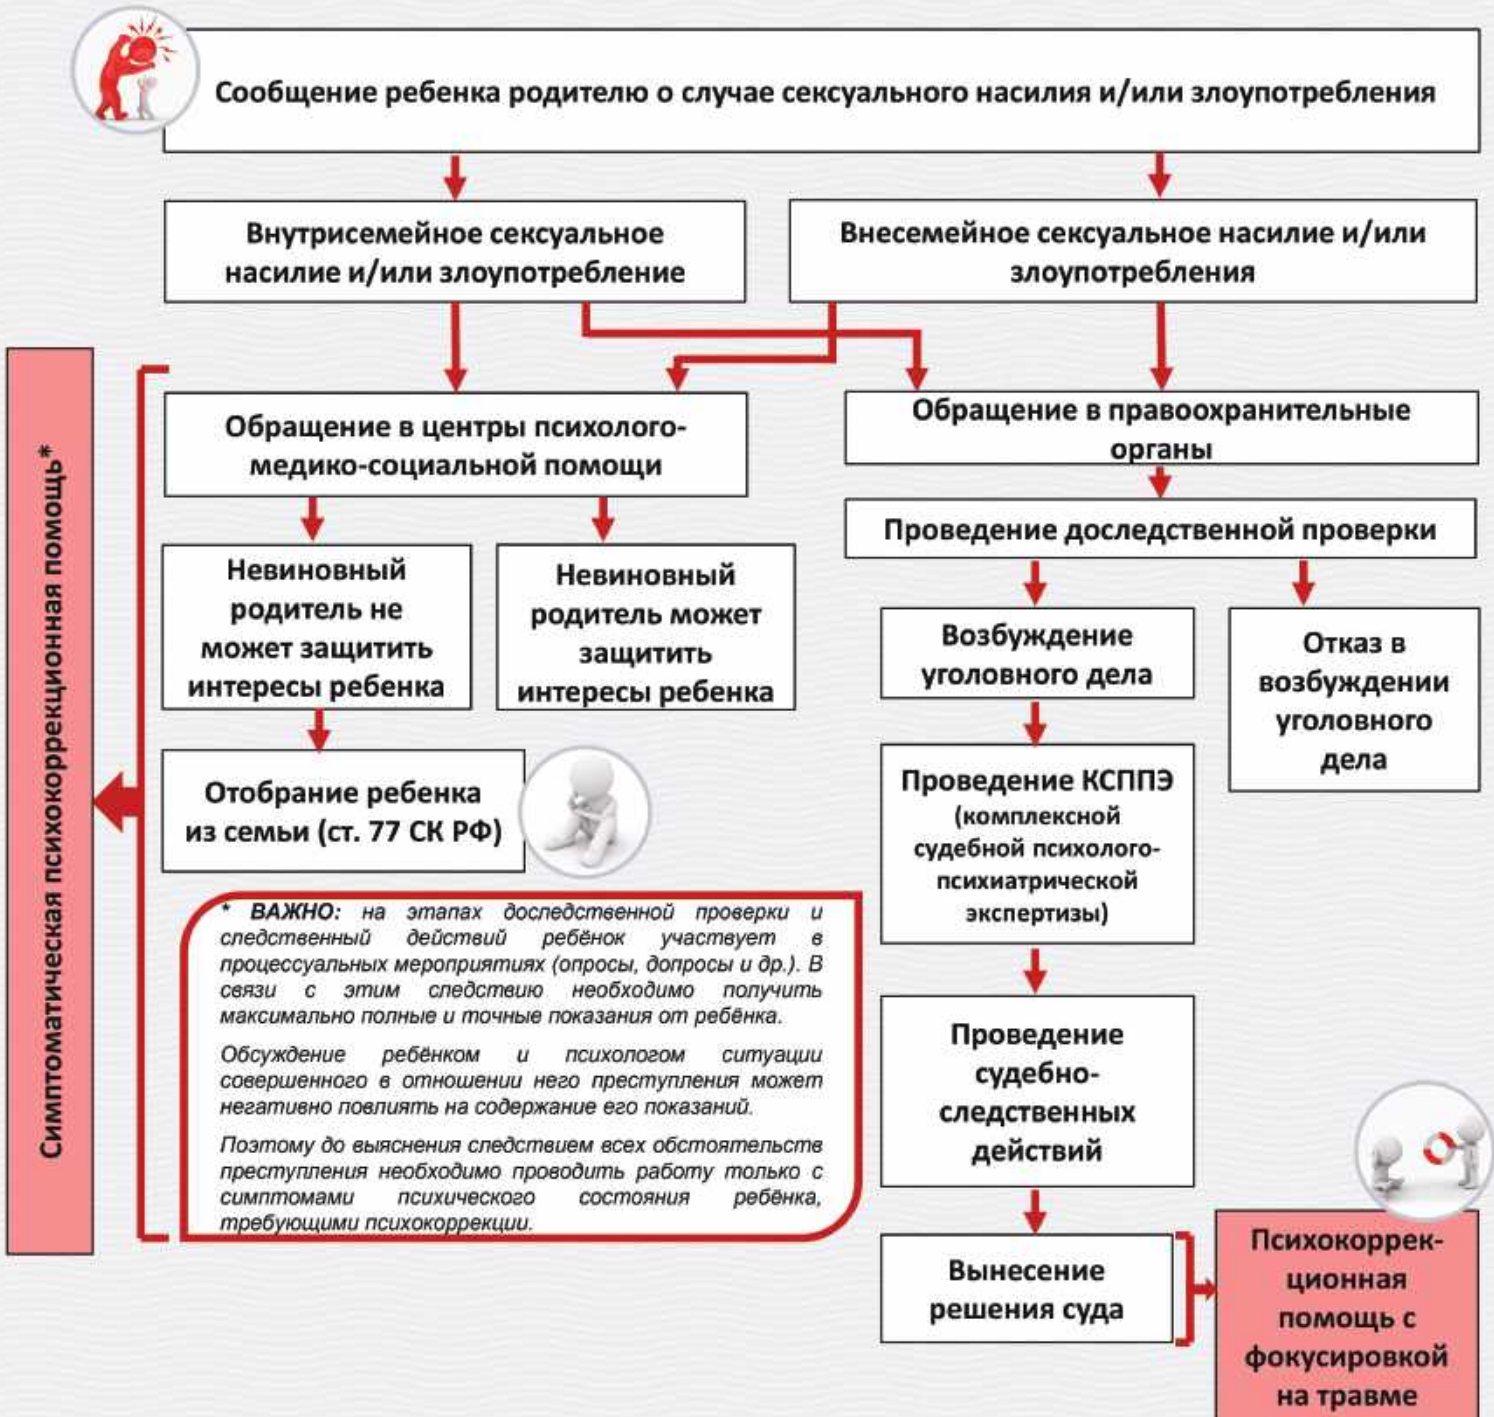 Сообщение ребенка родителю о случае сексуального насилия и/или злоупотребления
Внутрисемейное сексуальное
насилие и/или злоупотребление
Внесемейное сексуальное насилие и/или
злоупотребления
Симптоматическая психокоррекционная помощь*
Обращение в центры психолого-
медико-социальной помощи
Обращение в правоохранительные
органы
Проведение доследственной проверки
Невиновный
родитель не
может защитить
интересы ребенка
Невиновный
родитель может
защитить
интересы ребенка
Возбуждение
уголовного дела
Отказ в
возбуждении
уголовного
дела
Отобрание ребенка
из семьи (ст. 77 СК РФ)
Проведение КСППЭ
(комплексной
судебной психолого-
психиатрической
экспертизы)
* ВАЖНО: на этапах доследственной проверки и
следственный действий ребёнок участвует в
процессуальных мероприятиях (опросы, допросы и др.). В
связи с этим следствию необходимо получить
максимально полные и точные показания от ребёнка.
Обсуждение ребёнком и психологом ситуации
совершенного в отношении него преступления может
негативно повлиять на содержание его показаний.
Поэтому до выяснения следствием всех обстоятельств
преступления необходимо проводить работу только с
симптомами психического состояния ребёнка,
требующими психокоррекции.
Проведение
судебно-
следственных
действий
Вынесение
решения суда
Психокоррек-
ционная
помощь с
фокусировкой
на травме